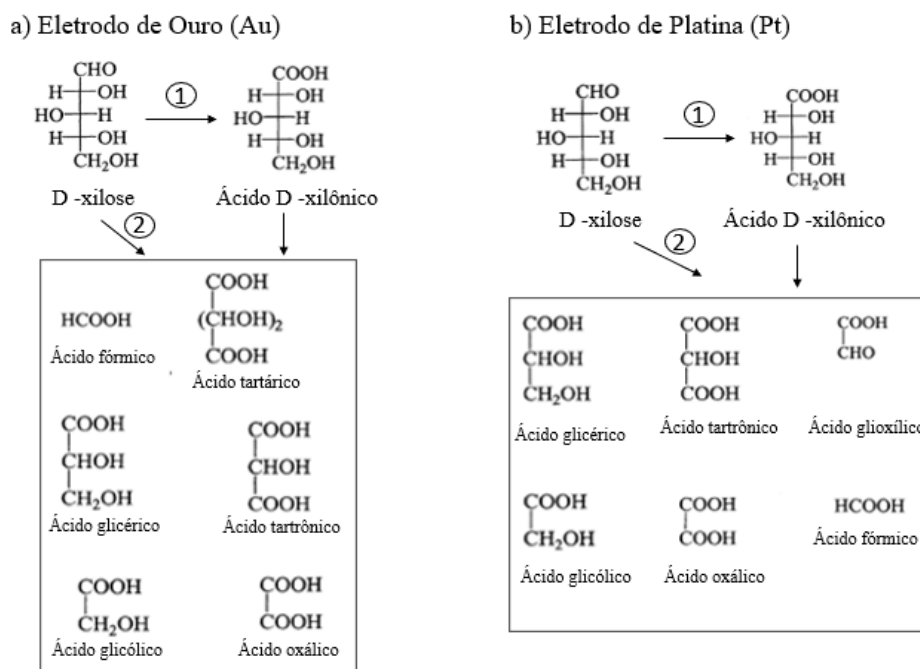 a) Eletrodo de Ouro (Au)
CHO
H OH
HO H
H OH
CH₂OH
D -xilose
①
COOH
H OH
HO H
H OH
CH₂OH
Ácido D -xilônico
②
HCOOH
Ácido fórmico
COOH
(CHOH)₂
COOH
Ácido tartárico
COOH
CHOH
CH₂OH
Ácido glicérico
COOH
CHOH
COOH
Ácido tartrônico
COOH
CH₂OH
Ácido glicólico
COOH
COOH
Ácido oxálico
b) Eletrodo de Platina (Pt)
CHO
H OH
HO H
H OH
CH₂OH
D -xilose
①
COOH
H OH
HO H
H OH
CH₂OH
Ácido D -xilônico
②
COOH
CHOH
CH₂OH
Ácido glicérico
COOH
CHOH
COOH
Ácido tartrônico
COOH
CHO
Ácido glioxílico
COOH
CH₂OH
Ácido glicólico
COOH
COOH
Ácido oxálico
HCOOH
Ácido fórmico